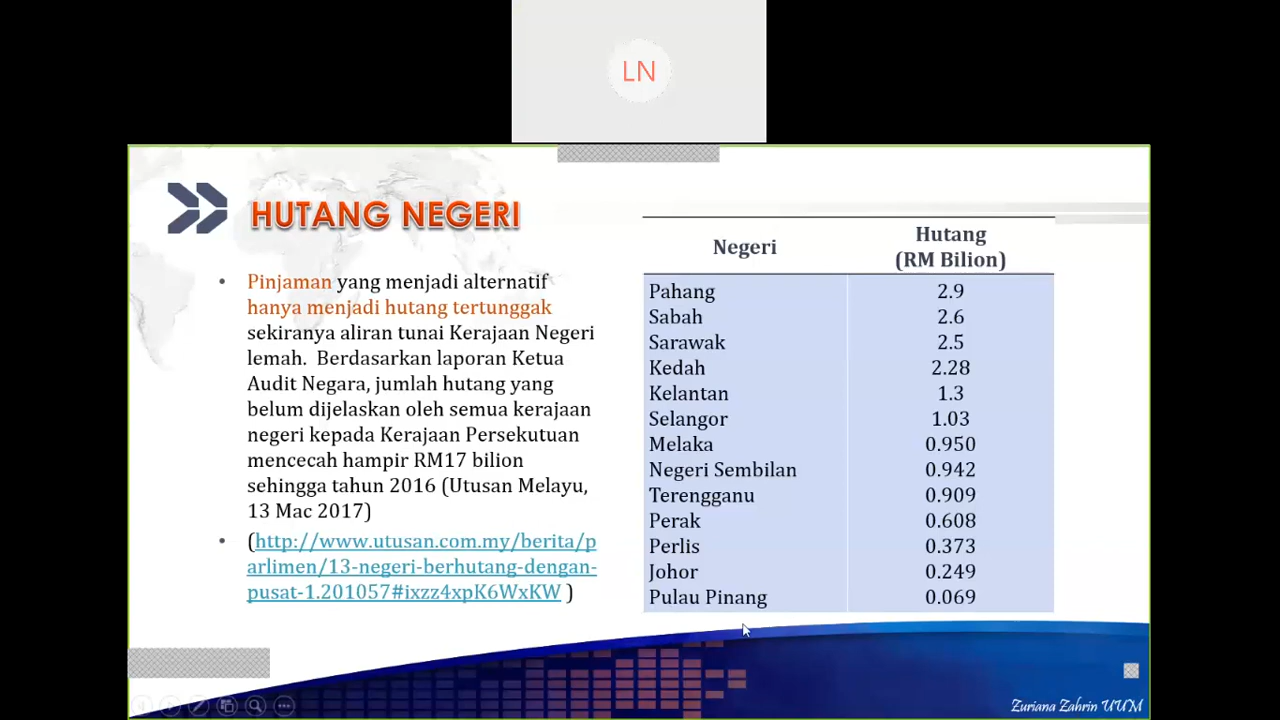 LN
HUTANG NEGERI
Pinjaman yang menjadi alternatif
hanya menjadi hutang tertunggak
sekiranya aliran tunai Kerajaan Negeri
lemah. Berdasarkan laporan Ketua
Audit Negara, jumlah hutang yang
belum dijelaskan oleh semua kerajaan
negeri kepada Kerajaan Persekutuan
mencecah hampir RM17 bilion
sehingga tahun 2016 (Utusan Melayu,
13 Mac 2017)
(http://www.utusan.com.my/berita/p
arlimen/13-negeri-berhutang-dengan-
pusat-1.201057#ixzz4xpK6WxKW )
Negeri Hutang (RM Bilion)
Pahang 2.9
Sabah 2.6
Sarawak 2.5
Kedah 2.28
Kelantan 1.3
Selangor 1.03
Melaka 0.950
Negeri Sembilan 0.942
Terengganu 0.909
Perak 0.608
Perlis 0.373
Johor 0.249
Pulau Pinang 0.069
Zuriana Zahrin UUM